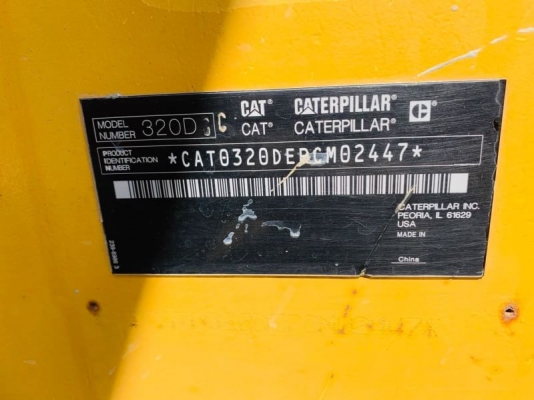 CAT CATERPILLAR C
MODEL NUMBER 320D GC CAT CATERPILLAR
PRODUCT IDENTIFICATION NUMBER *CAT0320DEPCM02447*
CATERPILLAR INC.
PEORIA, IL 61629
USA
MADE IN
China